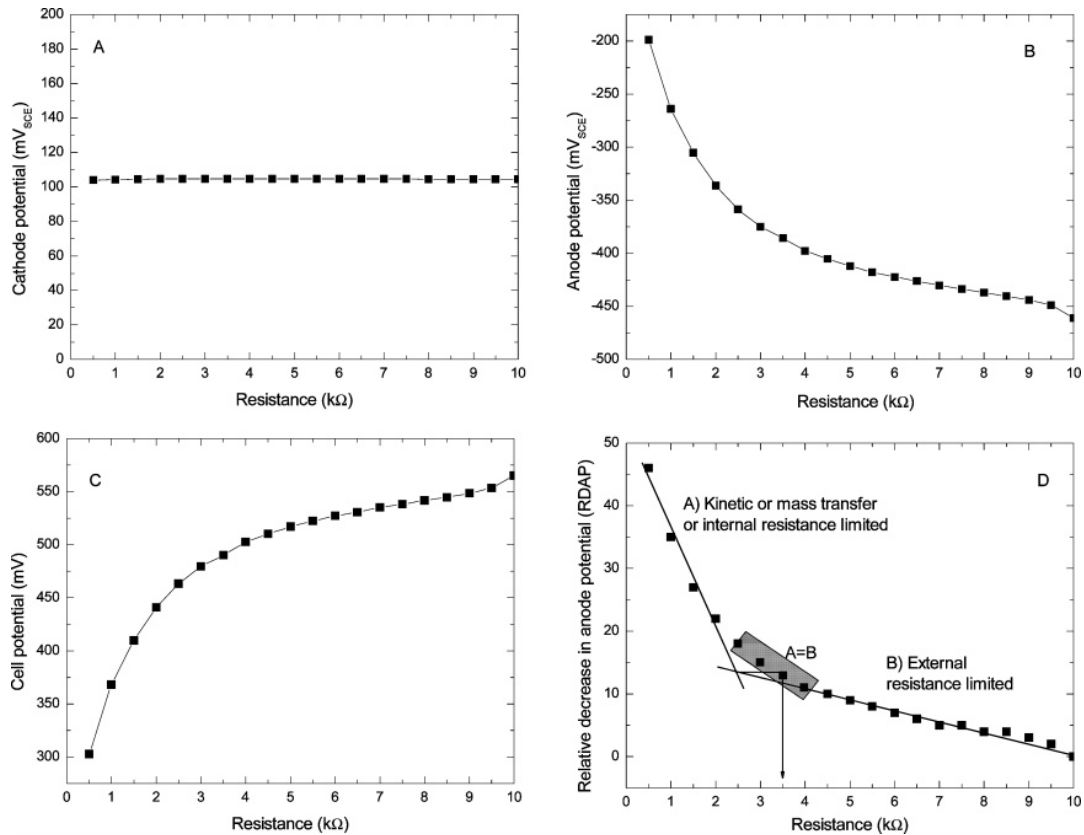 A
200
180
160
140
120
100
80
60
40
20
0
Cathode potential (mV_SCE)
0 1 2 3 4 5 6 7 8 9 10
Resistance (kΩ)
B
-200
-250
-300
-350
-400
-450
-500
Anode potential (mV_SCE)
0 1 2 3 4 5 6 7 8 9 10
Resistance (kΩ)
C
600
550
500
450
400
350
300
Cell potential (mV)
0 1 2 3 4 5 6 7 8 9 10
Resistance (kΩ)
D
50
40
30
20
10
0
Relative decrease in anode potential (RDAP)
A) Kinetic or mass transfer
or internal resistance limited
A=B
B) External
resistance limited
0 1 2 3 4 5 6 7 8 9 10
Resistance (kΩ)